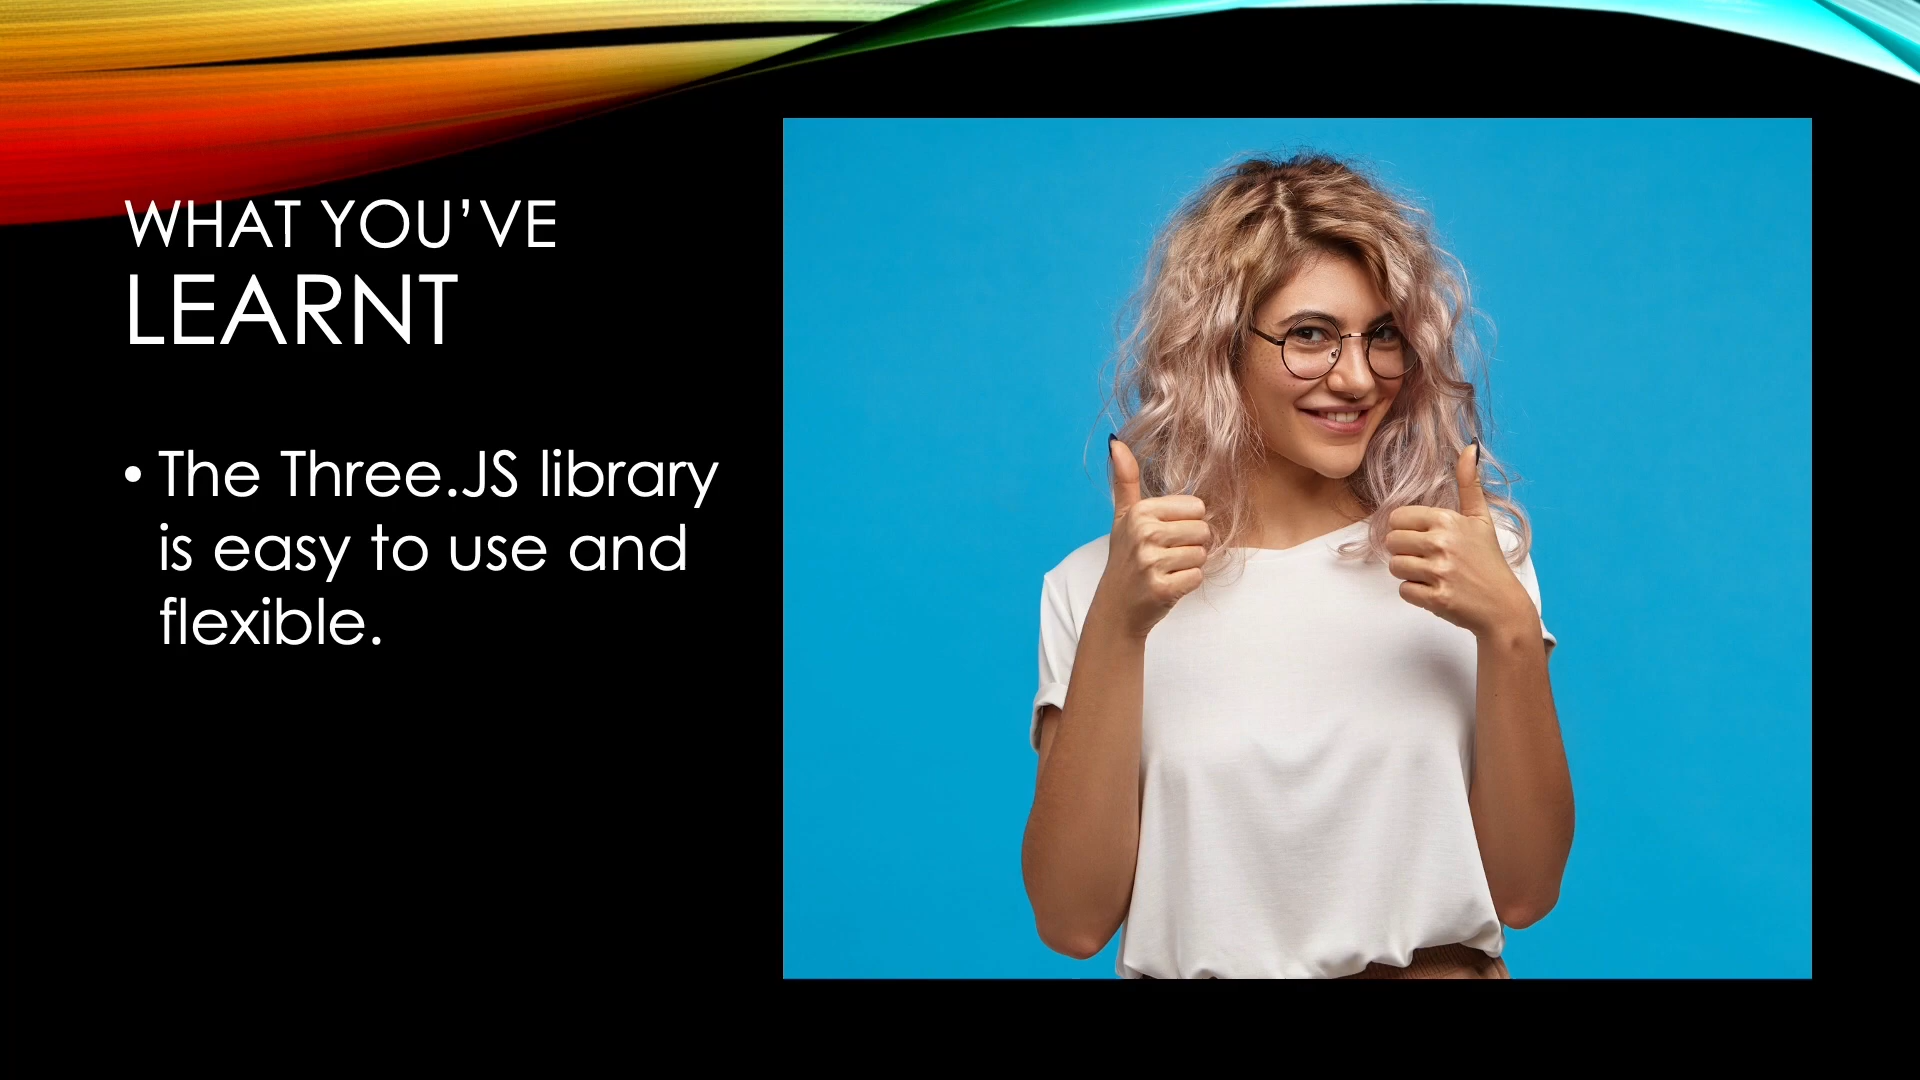 WHAT YOU’VE
LEARNT
• The Three.JS library
is easy to use and
flexible.